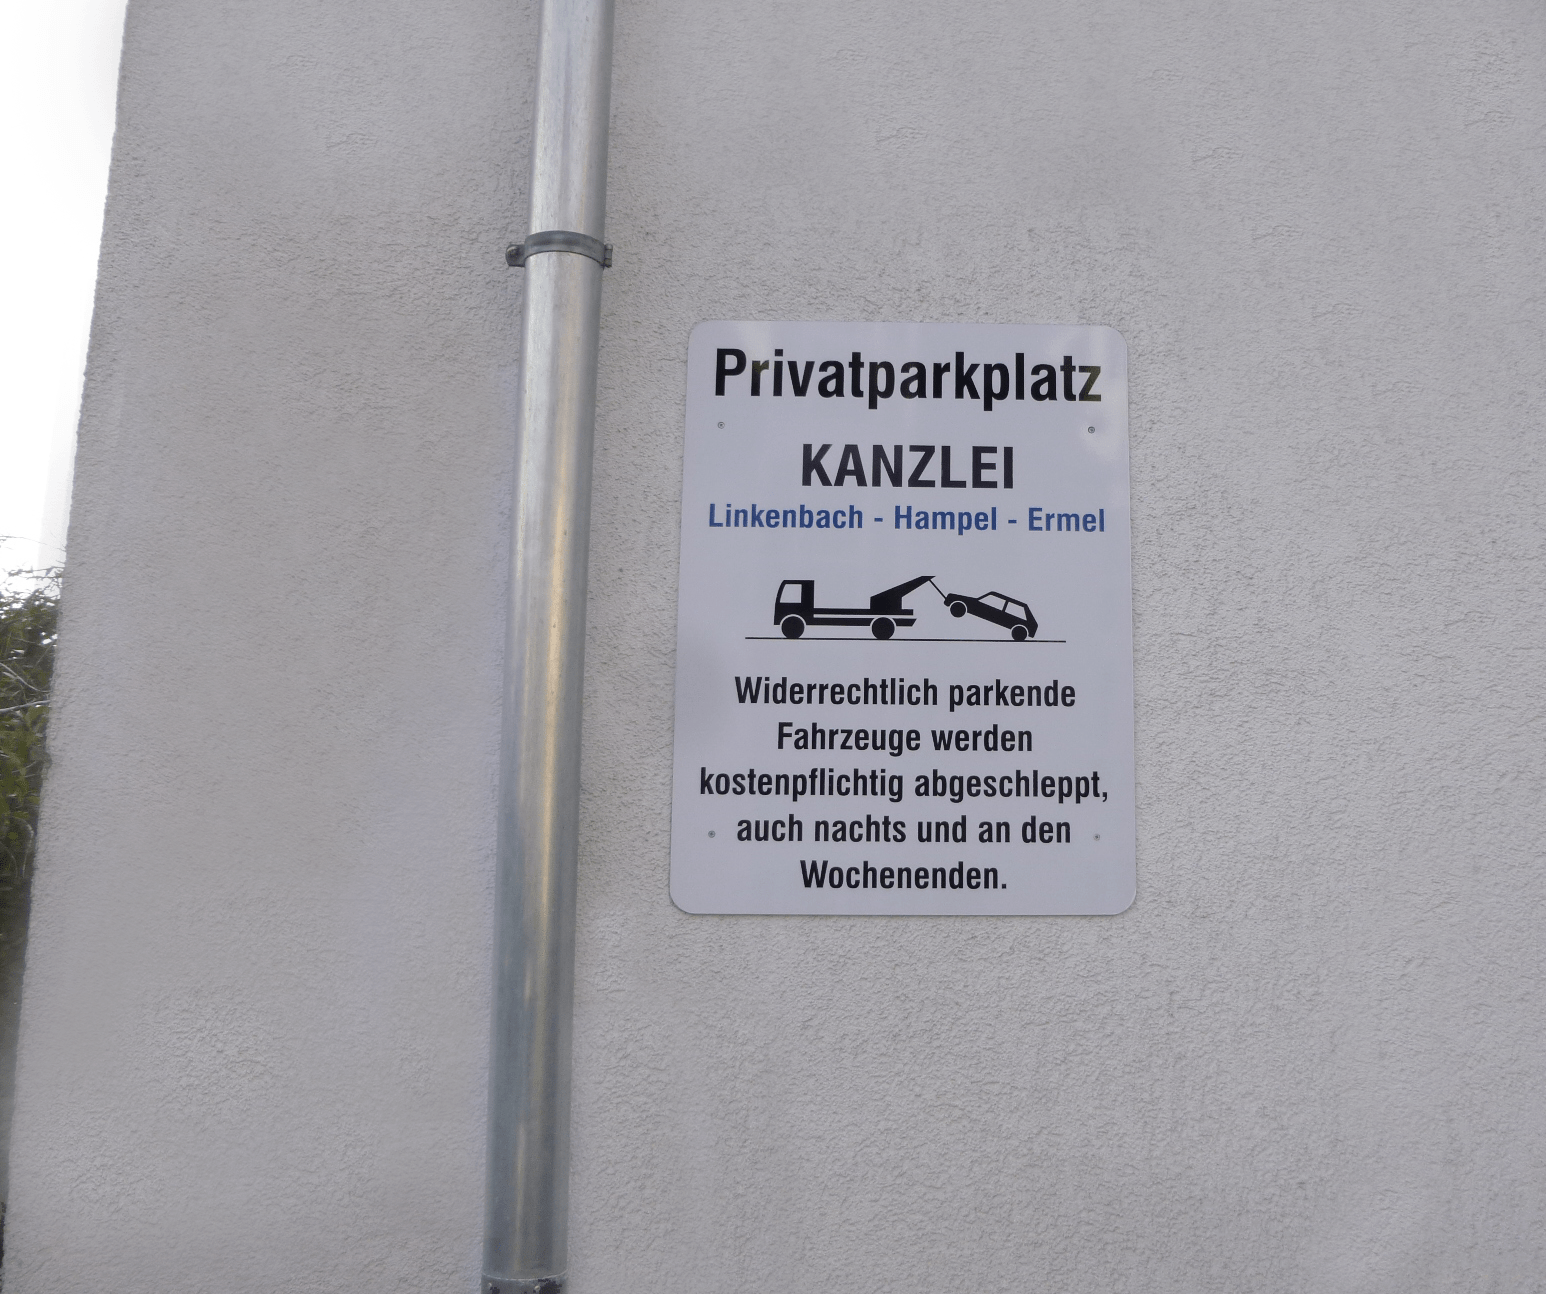 Privatparkplatz
KANZLEI
Linkenbach - Hampel - Ermel
Widerrechtlich parkende
Fahrzeuge werden
kostenpflichtig abgeschleppt,
auch nachts und an den
Wochenenden.